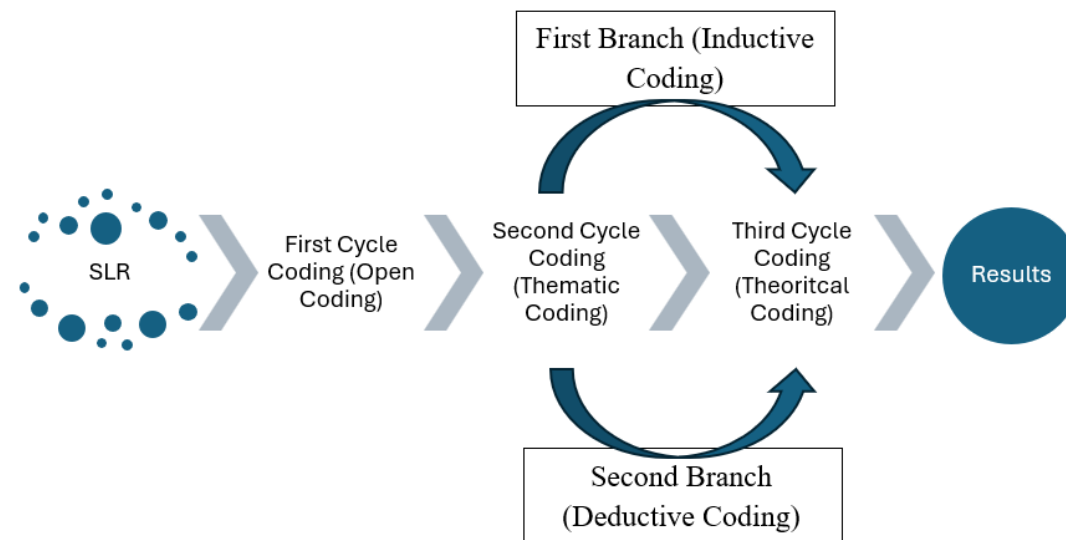 First Branch (Inductive
Coding)
SLR
First Cycle
Coding (Open
Coding)
Second Cycle
Coding
(Thematic
Coding)
Third Cycle
Coding
(Theoritcal
Coding)
Results
Second Branch
(Deductive Coding)